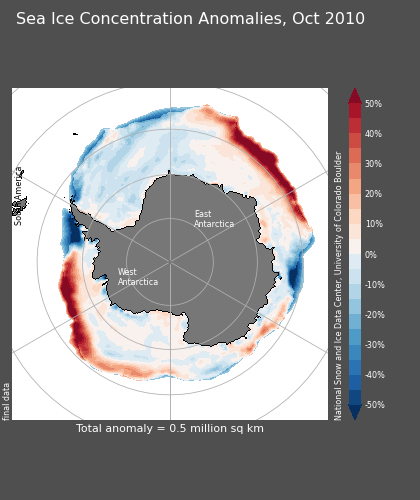 Sea Ice Concentration Anomalies, Oct 2010
South America
East
Antarctica
West
Antarctica
50%
40%
30%
20%
10%
0%
-10%
-20%
-30%
-40%
-50%
National Snow and Ice Data Center, University of Colorado Boulder
final data
Total anomaly = 0.5 million sq km